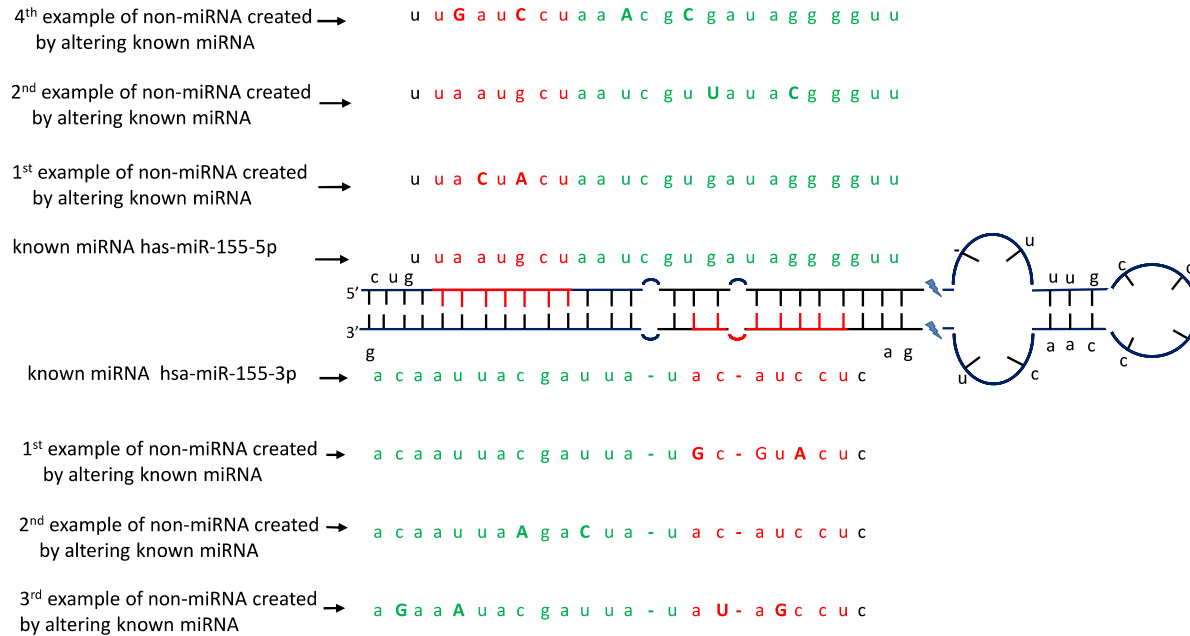 4th example of non-miRNA created
by altering known miRNA
u u G a u C c u a a A c g C g a u a g g g g u u
2nd example of non-miRNA created
by altering known miRNA
u u a a u g c u a a u c g u U a u a C g g g u u
1st example of non-miRNA created
by altering known miRNA
u u a C u A c u a a u c g u g a u a g g g g u u
known miRNA has-miR-155-5p
u u a a u g c u a a u c g u g a u a g g g g u u
- u
c u g
u u g
c
5′
3′
g
a g
u c
a a c
c
known miRNA hsa-miR-155-3p
a c a a u u a c g a u u a - u a c - a u c c u c
1st example of non-miRNA created
by altering known miRNA
a c a a u u a c g a u u a - u G c - G u A c u c
2nd example of non-miRNA created
by altering known miRNA
a c a a u u a A g a C u a - u a c - a u c c u c
3rd example of non-miRNA created
by altering known miRNA
a G a a A u a c g a u u a - u a U - a G c c u c